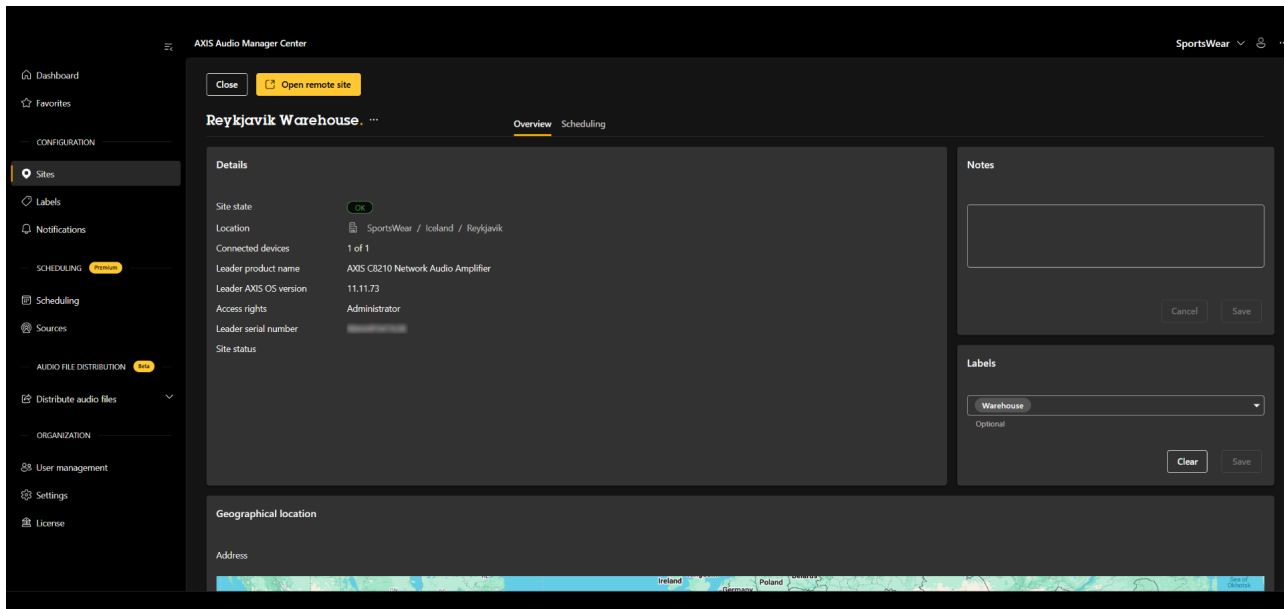 AXIS Audio Manager Center
SportsWear
Dashboard
Favorites
CONFIGURATION
Sites
Labels
Notifications
SCHEDULING Premium
Scheduling
Sources
AUDIO FILE DISTRIBUTION Beta
Distribute audio files
ORGANIZATION
User management
Settings
License
Close
Open remote site
Reykjavik Warehouse. ...
Overview Scheduling
Details
Site state OK
Location SportsWear / Iceland / Reykjavik
Connected devices 1 of 1
Leader product name AXIS C8210 Network Audio Amplifier
Leader AXIS OS version 11.11.73
Access rights Administrator
Leader serial number
Site status
Notes
Cancel Save
Labels
Warehouse
Optional
Clear Save
Geographical location
Address
Ireland
Poland
Germany
Sea of
Okhotsk